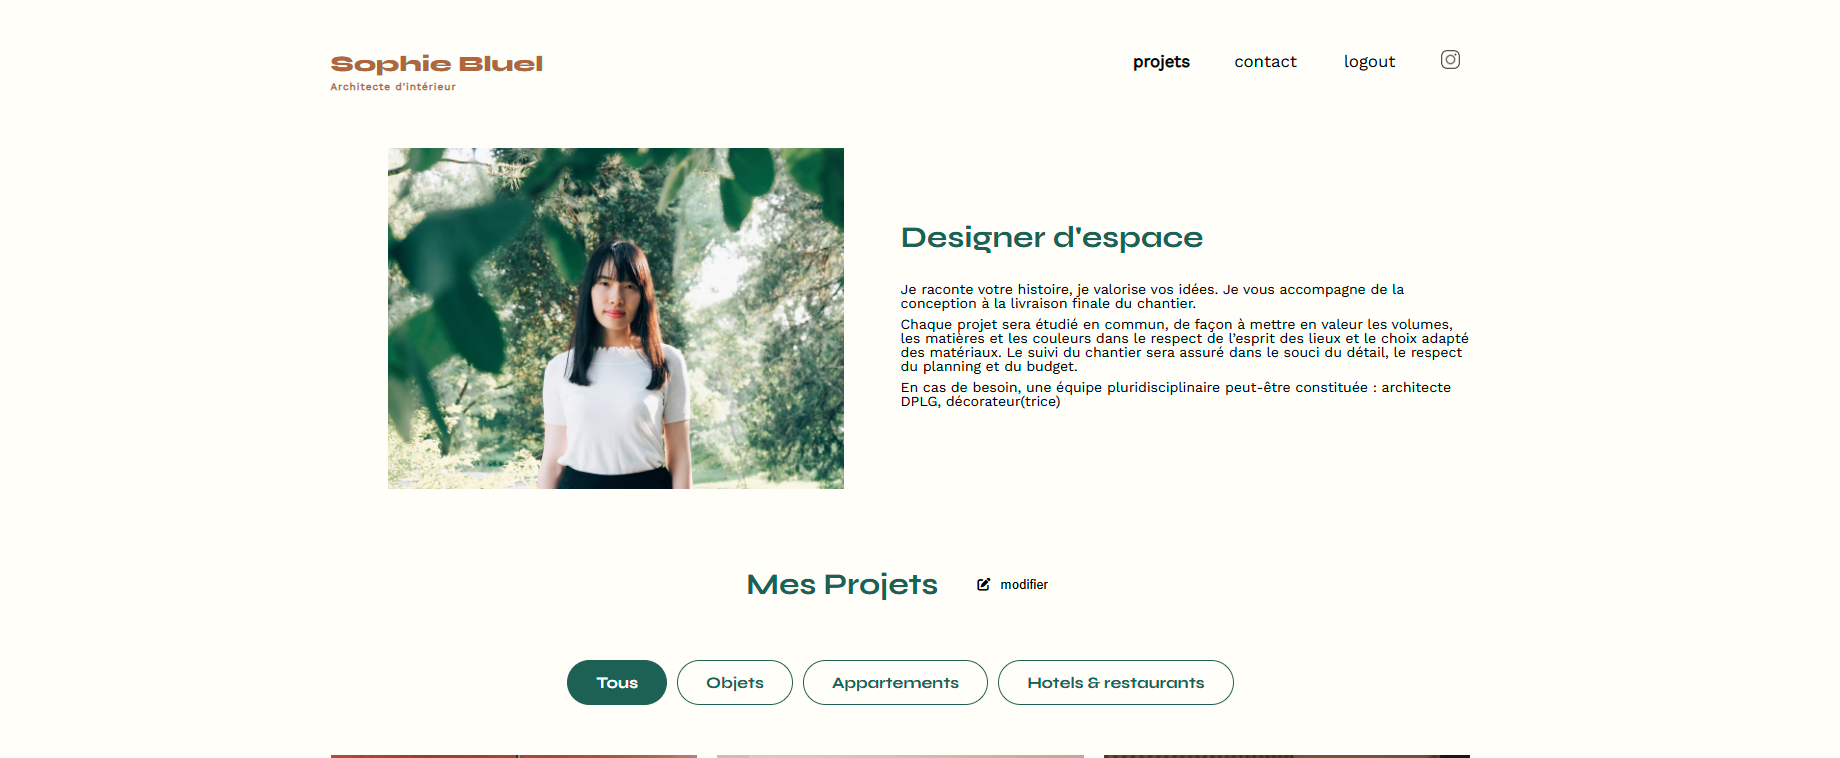 Sophie Bluel
Architecte d'intérieur
projets
contact
logout
Designer d'espace
Je raconte votre histoire, je valorise vos idées. Je vous accompagne de la
conception à la livraison finale du chantier.
Chaque projet sera étudié en commun, de façon à mettre en valeur les volumes,
les matières et les couleurs dans le respect de l’esprit des lieux et le choix adapté
des matériaux. Le suivi du chantier sera assuré dans le souci du détail, le respect
du planning et du budget.
En cas de besoin, une équipe pluridisciplinaire peut-être constituée : architecte
DPLG, décorateur(trice)
Mes Projets
modifier
Tous
Objets
Appartements
Hotels & restaurants